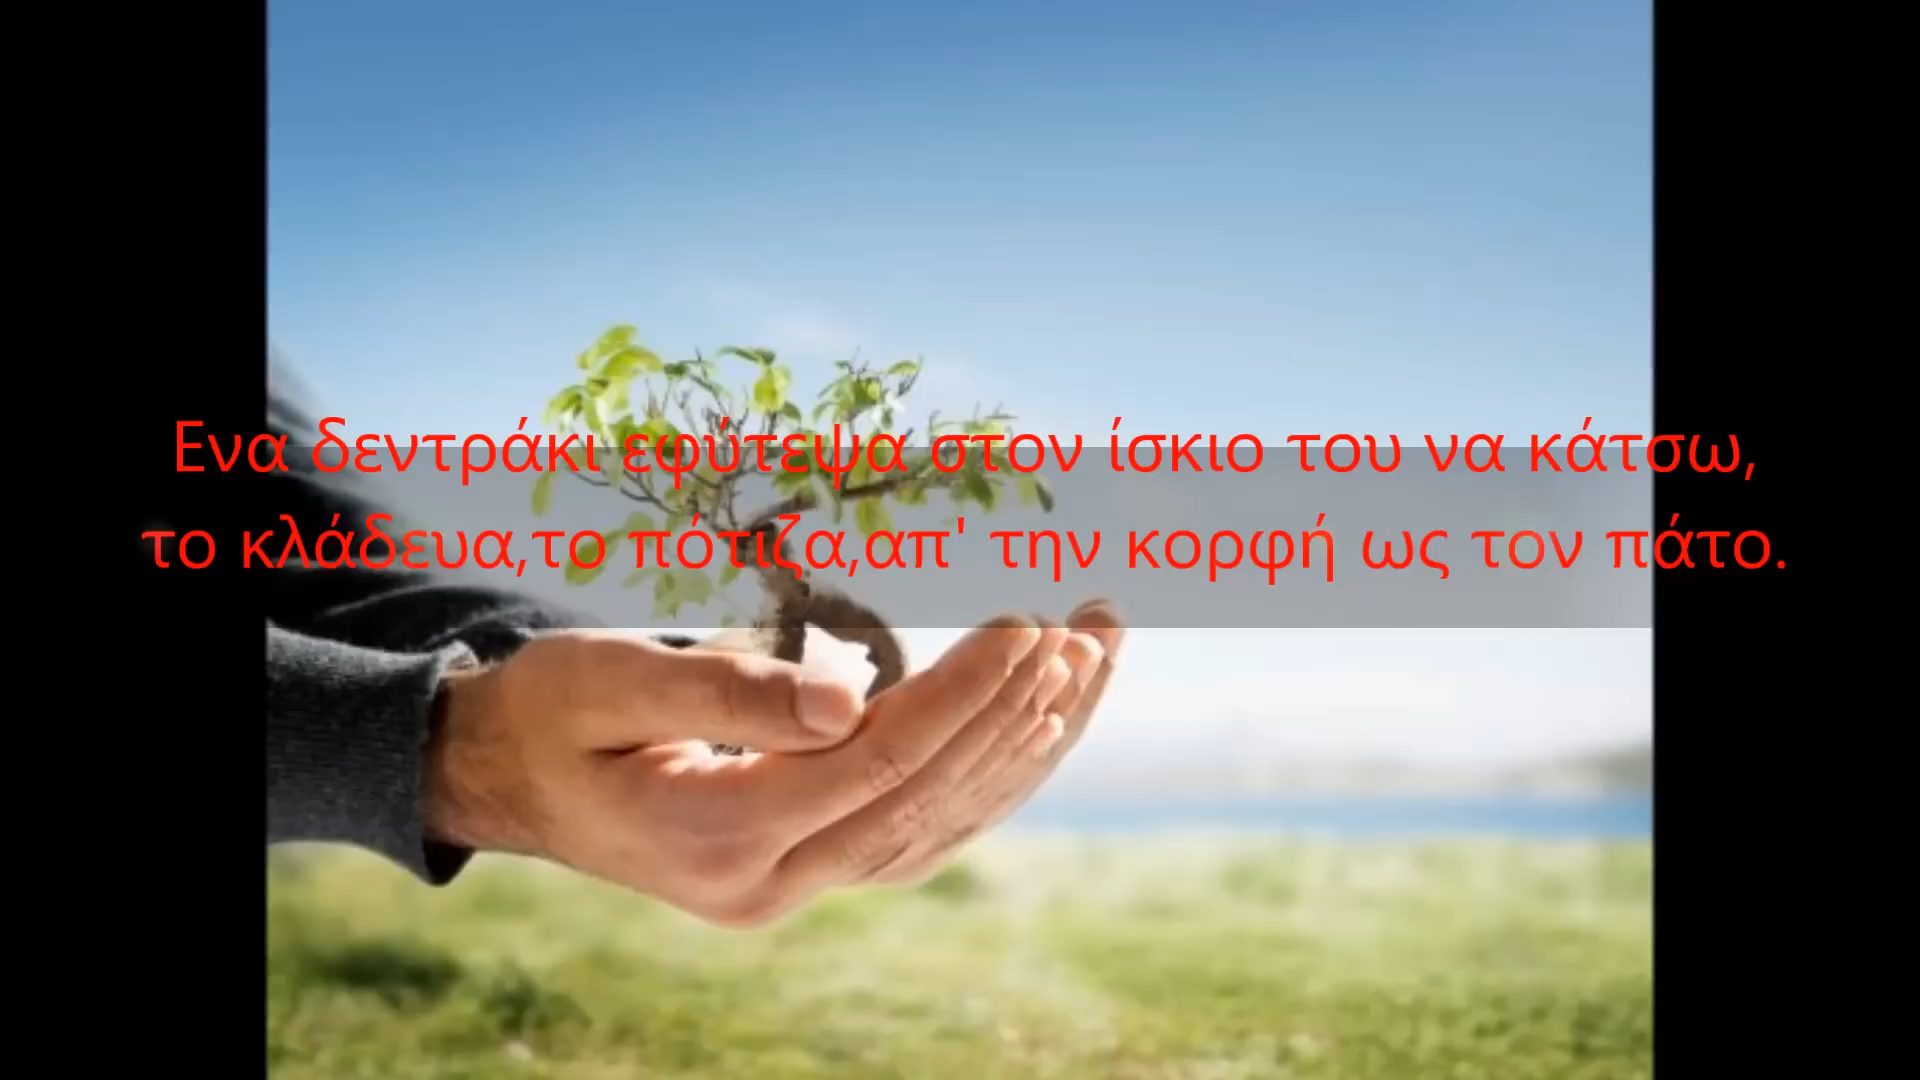 Ενα δεντράκι εφύτεψα στον ίσκιο του να κάτσω,
το κλάδευα,το πότιζα,απ' την κορφή ως τον πάτο.